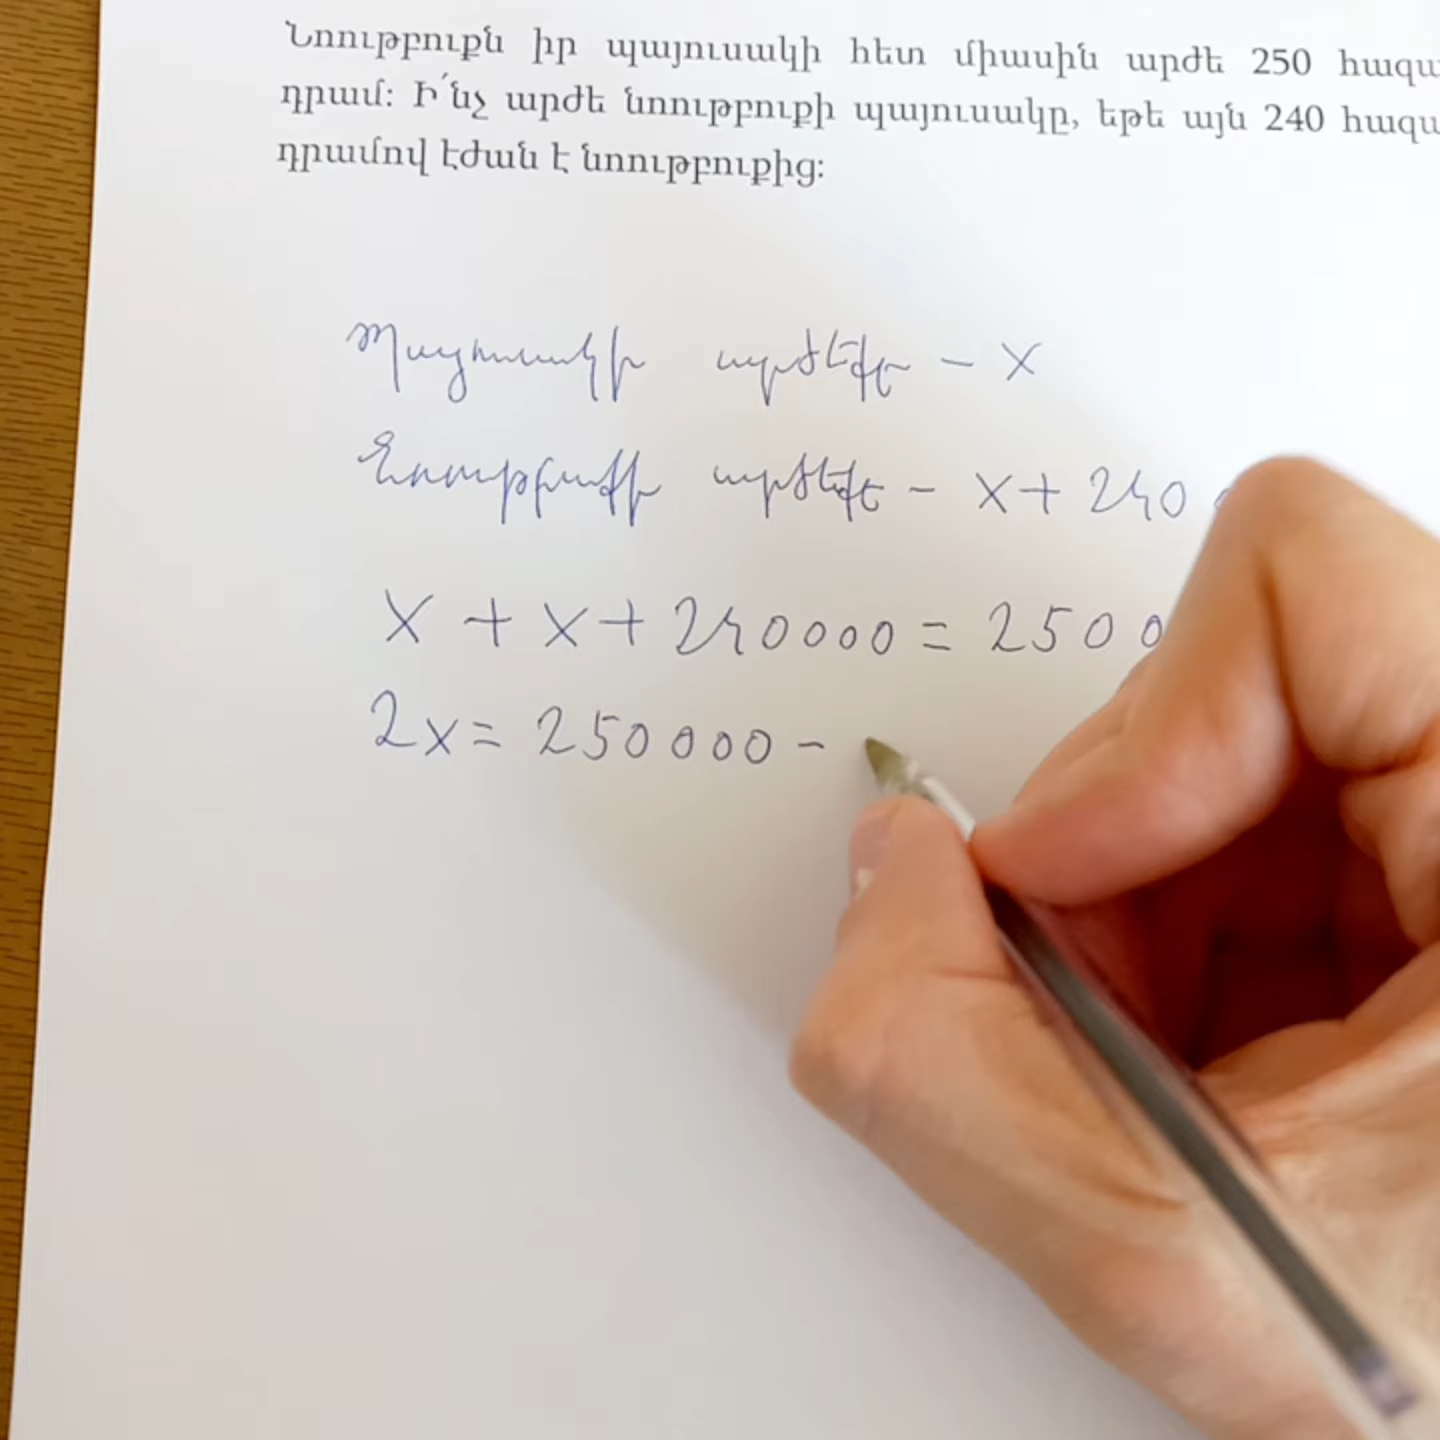 Նոութբուքն իր պայուսակի հետ միասին արժե 250 հազա
դրամ: Ի՞նչ արժե նոութբուքի պայուսակը, եթե այն 240 հազա
դրամով էժան է նոութբուքից:
Պայուսակի արժեքը - x
Նոութբուքի արժեքը - x + 240
x + x + 240000 = 2500
2x = 250000 -